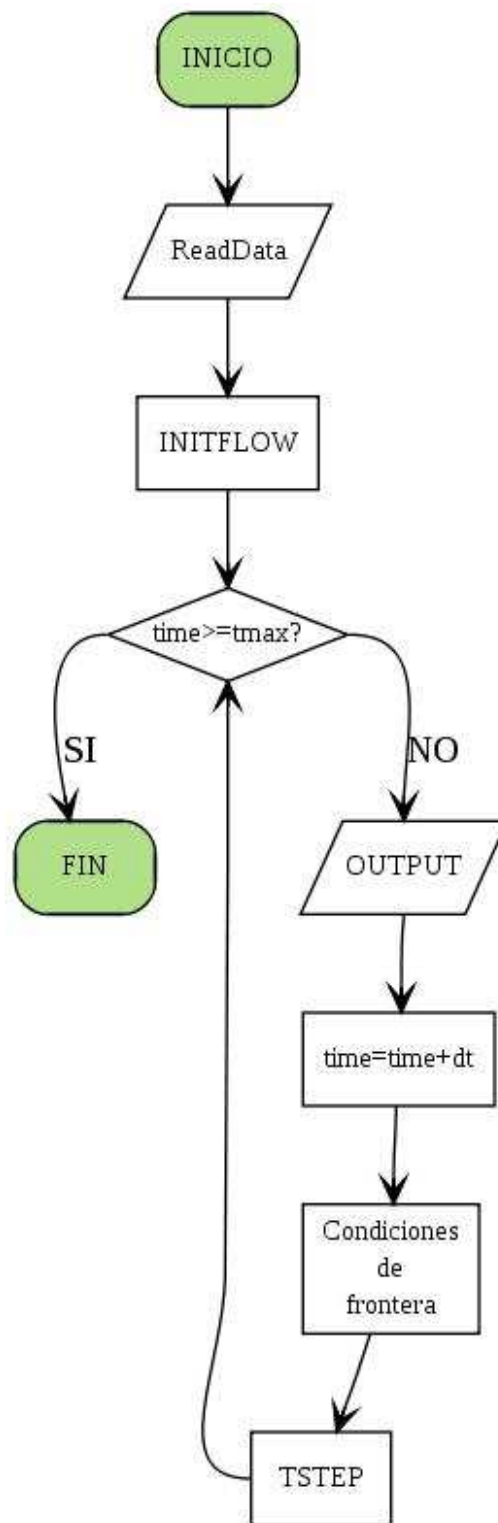 INICIO
ReadData
INITFLOW
time>=tmax?
SI
NO
FIN
OUTPUT
time=time+dt
Condiciones
de
frontera
TSTEP